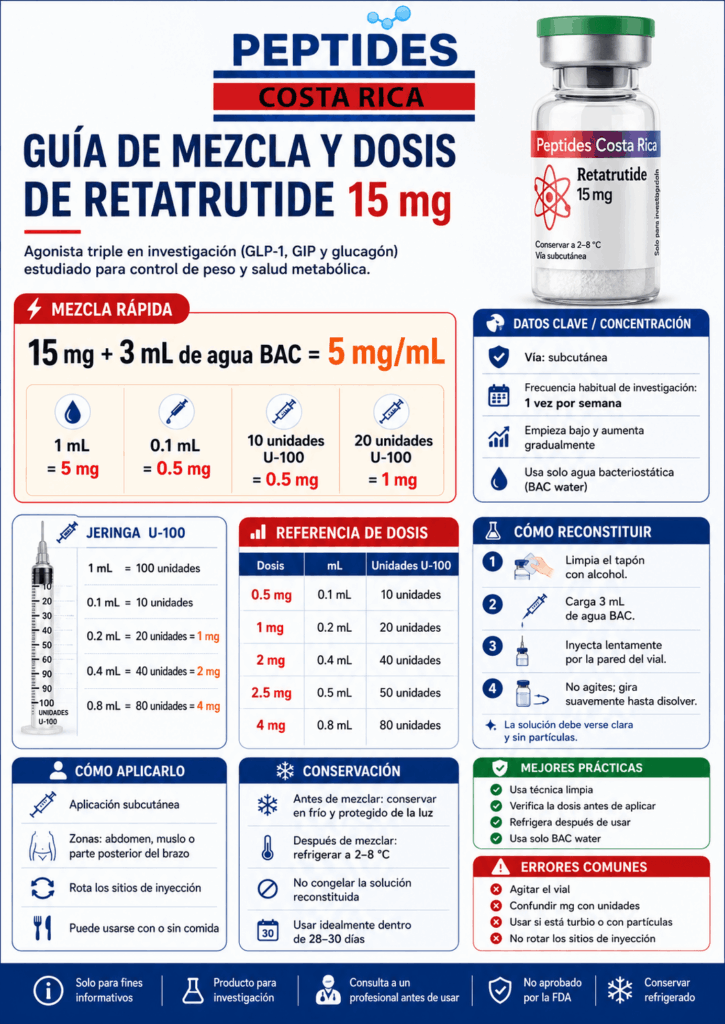 PEPTIDES
COSTA RICA
GUÍA DE MEZCLA Y DOSIS
DE RETATRUTIDE 15 mg
Agonista triple en investigación (GLP-1, GIP y glucagón)
estudiado para control de peso y salud metabólica.
Peptides Costa Rica
Retatrutide
15 mg
Conservar a 2–8 °C
Vía subcutánea
MEZCLA RÁPIDA
15 mg + 3 mL de agua BAC = 5 mg/mL
1 mL
= 5 mg
0.1 mL
= 0.5 mg
10 unidades
U-100
= 0.5 mg
20 unidades
U-100
= 1 mg
DATOS CLAVE / CONCENTRACIÓN
Vía: subcutánea
Frecuencia habitual de investigación:
1 vez por semana
Empieza bajo y aumenta
gradualmente
Usa solo agua bacteriostática
(BAC water)
JERINGA U-100
10
20
30
40
50
60
70
90
90
100
UNIDADES
U-100
1 mL = 100 unidades
0.1 mL = 10 unidades
0.2 mL = 20 unidades = 1 mg
0.4 mL = 40 unidades = 2 mg
0.8 mL = 80 unidades = 4 mg
REFERENCIA DE DOSIS
Dosis mL Unidades U-100
0.5 mg 0.1 mL 10 unidades
1 mg 0.2 mL 20 unidades
2 mg 0.4 mL 40 unidades
2.5 mg 0.5 mL 50 unidades
4 mg 0.8 mL 80 unidades
CÓMO RECONSTITUIR
1 Limpia el tapón
con alcohol.
2 Carga 3 mL
de agua BAC.
3 Inyecta lentamente
por la pared del vial.
4 No agites; gira
suavemente hasta disolver.
La solución debe verse clara
y sin partículas.
CÓMO APLICARLO
Aplicación subcutánea
Zonas: abdomen, muslo o
parte posterior del brazo
Rota los sitios de inyección
Puede usarse con o sin comida
CONSERVACIÓN
Antes de mezclar: conservar
en frío y protegido de la luz
Después de mezclar:
refrigerar a 2–8 °C
No congelar la solución
reconstituida
30
Usar idealmente dentro
de 28–30 días
MEJORES PRÁCTICAS
Usa técnica limpia
Verifica la dosis antes de aplicar
Refrigera después de usar
Usa solo BAC water
ERRORES COMUNES
Agitar el vial
Confundir mg con unidades
Usar si está turbio o con partículas
No rotar los sitios de inyección
Solo para fines
informativos
Producto para
investigación
Consulta a un
profesional antes de usar
No aprobado
por la FDA
Conservar
refrigerado